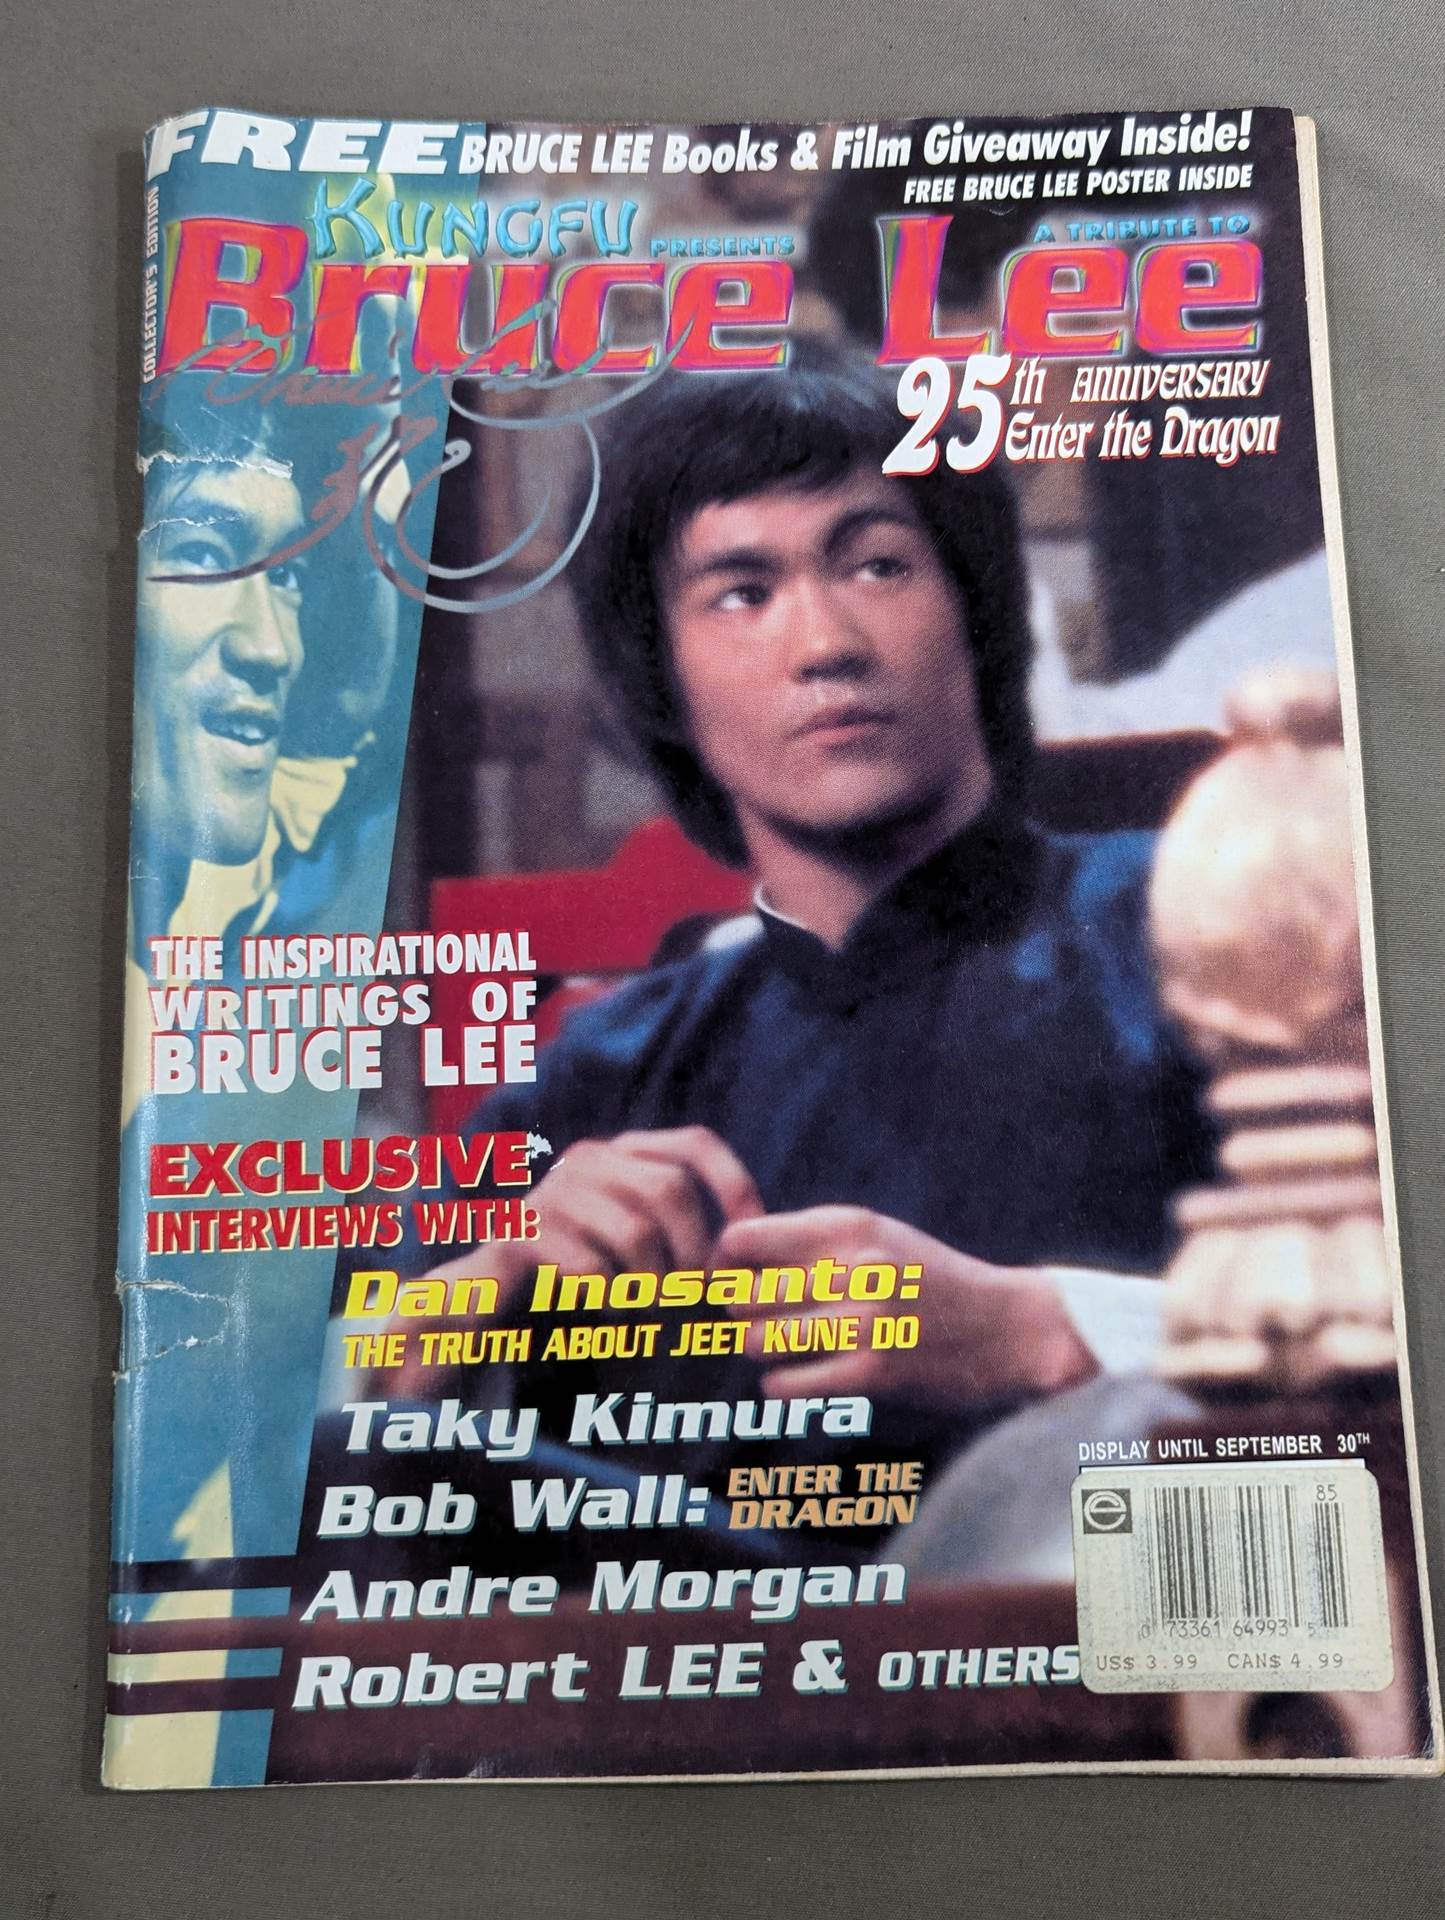 FREE BRUCE LEE Books & Film Giveaway Inside!
FREE BRUCE LEE POSTER INSIDE
COLLECTOR'S EDITION
KUNGFU PRESENTS A TRIBUTE TO
Bruce Lee
25th ANNIVERSARY
Enter the Dragon
THE INSPIRATIONAL
WRITINGS OF
BRUCE LEE
EXCLUSIVE
INTERVIEWS WITH:
Dan Inosanto:
THE TRUTH ABOUT JEET KUNE DO
Taky Kimura
Bob Wall: ENTER THE DRAGON
Andre Morgan
Robert LEE & OTHERS
DISPLAY UNTIL SEPTEMBER 30TH
e
85
0 73361 64993 5
US$ 3.99 CAN$ 4.99